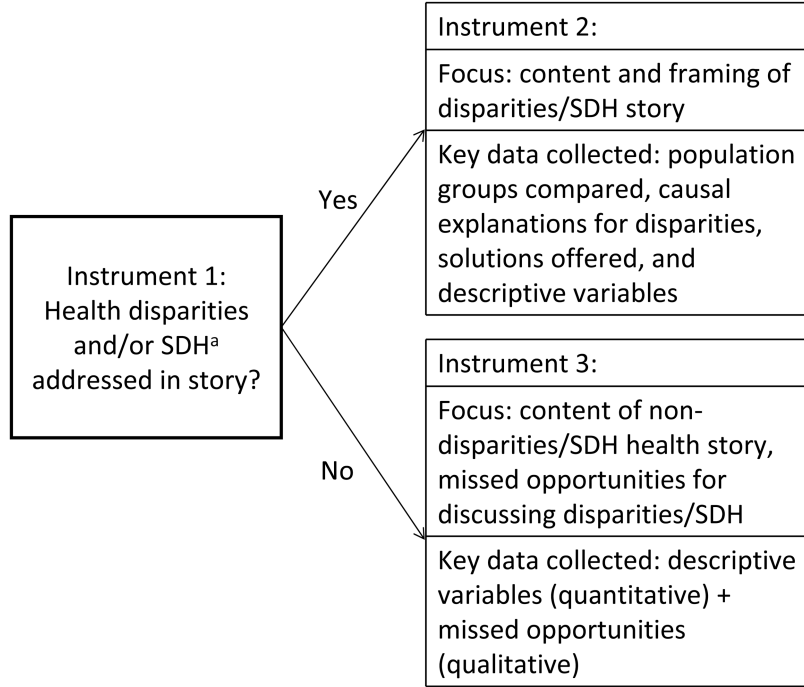 Instrument 1:
Health disparities
and/or SDHᵃ
addressed in story?
Yes
No
Instrument 2:
Focus: content and framing of
disparities/SDH story
Key data collected: population
groups compared, causal
explanations for disparities,
solutions offered, and
descriptive variables
Instrument 3:
Focus: content of non-
disparities/SDH health story,
missed opportunities for
discussing disparities/SDH
Key data collected: descriptive
variables (quantitative) +
missed opportunities
(qualitative)